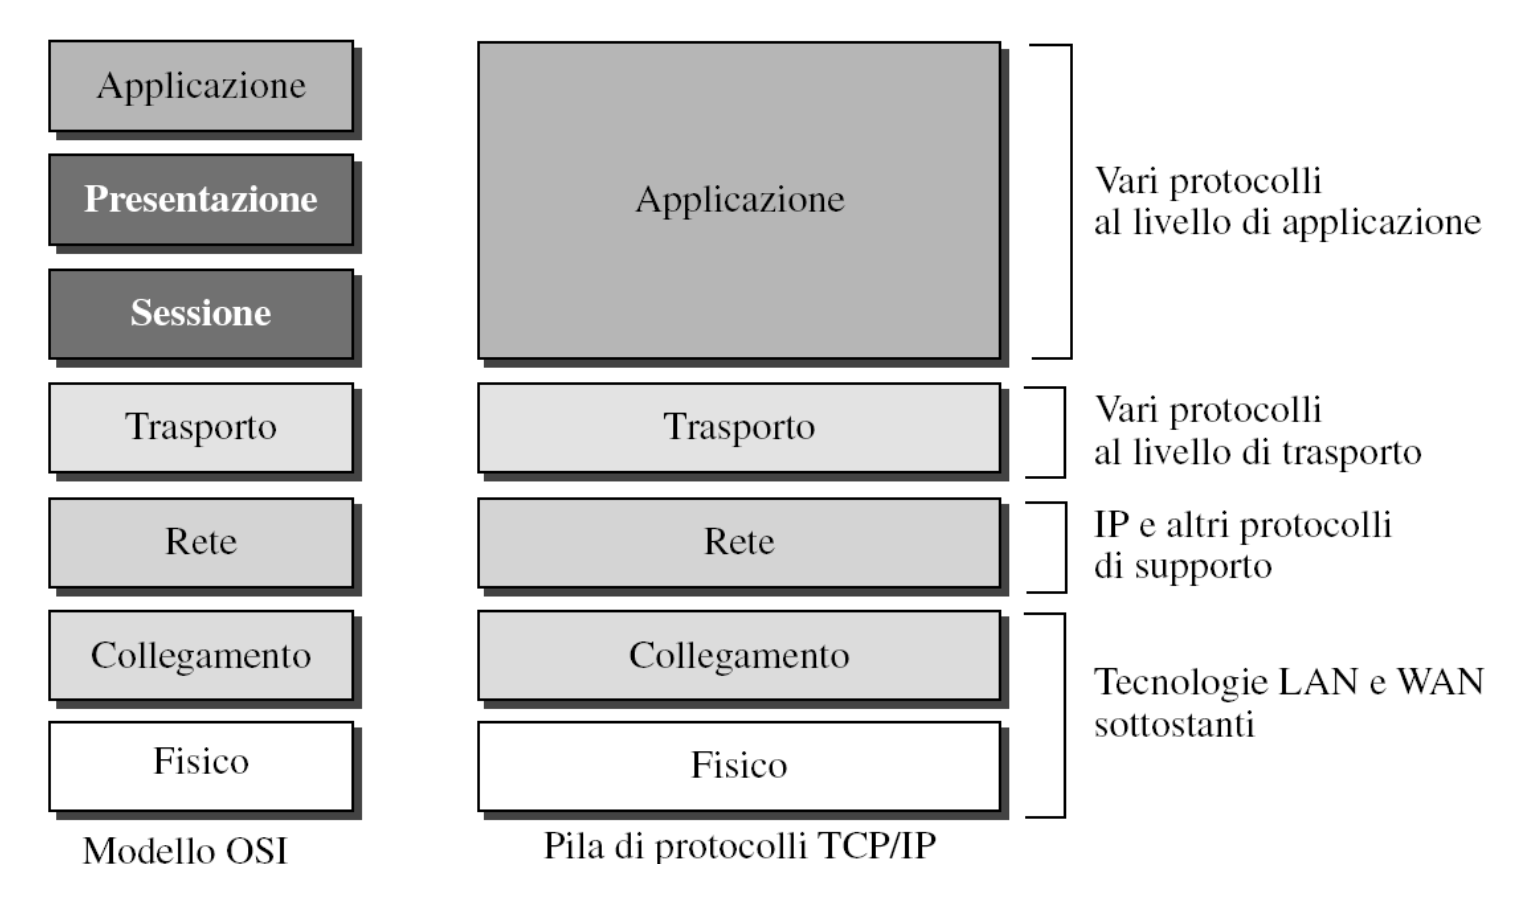 Applicazione
Presentazione
Sessione
Trasporto
Rete
Collegamento
Fisico
Modello OSI
Applicazione
Trasporto
Rete
Collegamento
Fisico
Pila di protocolli TCP/IP
Vari protocolli
al livello di applicazione
Vari protocolli
al livello di trasporto
IP e altri protocolli
di supporto
Tecnologie LAN e WAN
sottostanti